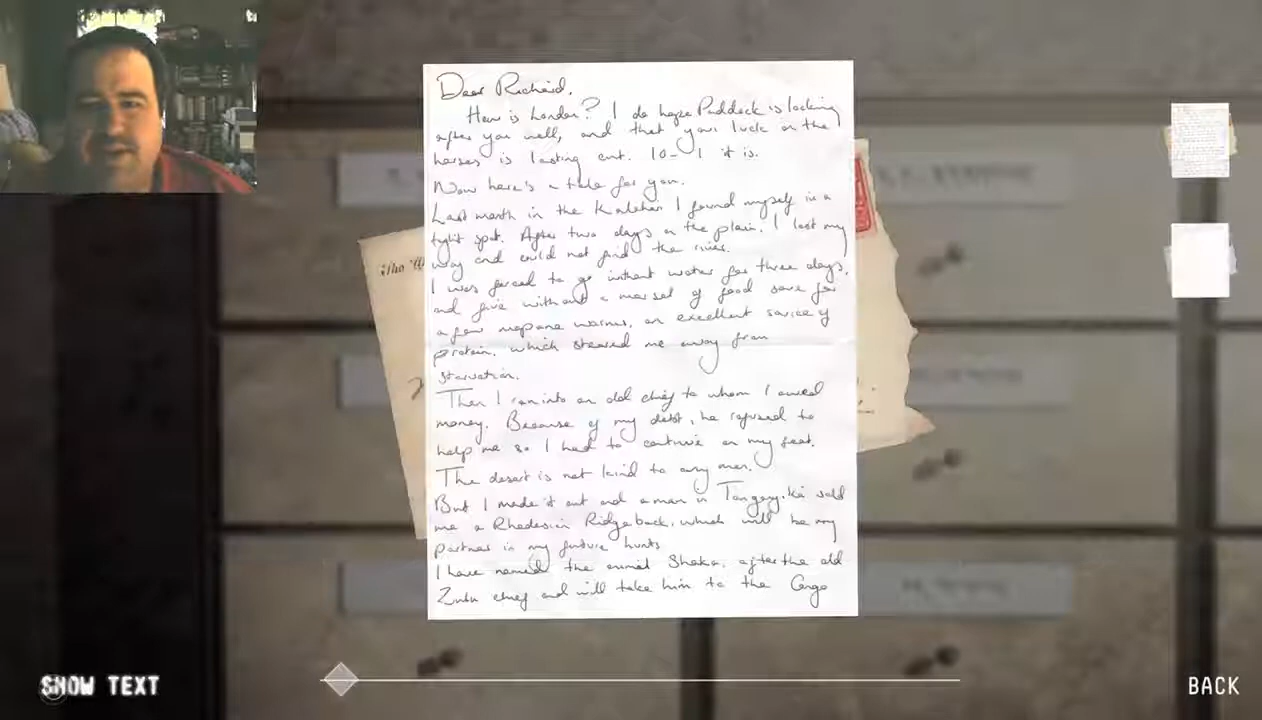 Dear Richard,
How is London? I do hope Puddock is looking
after you well, and that your luck on the
horses is lasting out. 10-1 it is.
Now here's a tale for you.
Last month in the Kalahari I found myself in a
tight spot. After two days on the plain, I lost my
way and could not find the river.
I was forced to go without water for three days,
and five without a morsel of food save for
a few mopane worms, an excellent source of
protein, which steered me away from
starvation.
Then I ran into an old chief to whom I owed
money. Because of my debt, he refused to
help me so I had to continue on my feet.
The desert is not kind to any man.
But I made it out and a man in Tanganyika sold
me a Rhodesian Ridgeback, which will be my
partner in my future hunts
I have named the animal Shaka, after the old
Zulu chief and will take him to the Congo
SHOW TEXT
BACK